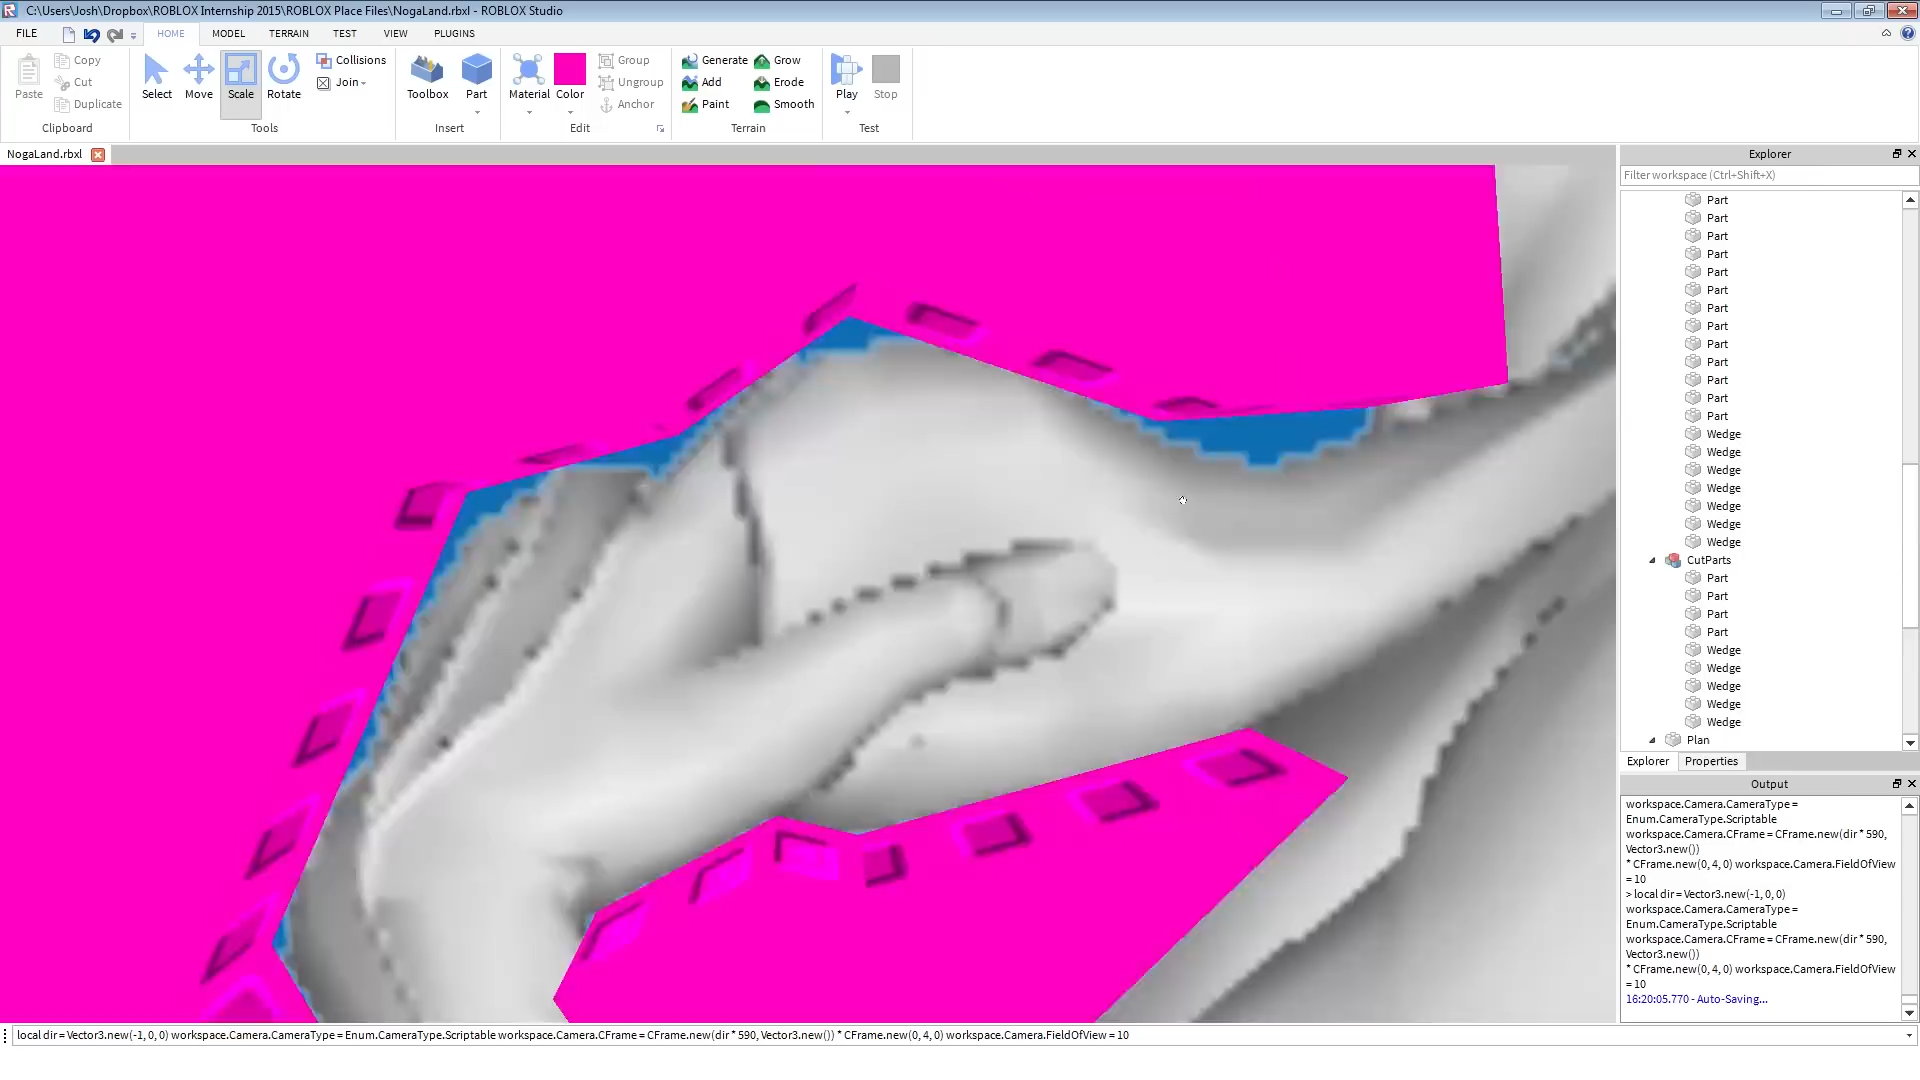 C:\Users\Josh\Dropbox\ROBLOX Internship 2015\ROBLOX Place Files\NogaLand.rbxl - ROBLOX Studio
FILE HOME MODEL TERRAIN TEST VIEW PLUGINS
Paste
Copy
Cut
Duplicate
Clipboard
Select
Move
Scale
Rotate
Collisions
Join
Tools
Toolbox
Part
Insert
Material
Color
Group
Ungroup
Anchor
Edit
Generate
Add
Paint
Grow
Erode
Smooth
Terrain
Play
Stop
Test
NogaLand.rbxl
Explorer
Filter workspace (Ctrl+Shift+X)
Part
Part
Part
Part
Part
Part
Part
Part
Part
Part
Part
Part
Part
Wedge
Wedge
Wedge
Wedge
Wedge
Wedge
Wedge
CutParts
Part
Part
Part
Part
Wedge
Wedge
Wedge
Wedge
Wedge
Plan
Explorer Properties
Output
workspace.Camera.CameraType =
Enum.CameraType.Scriptable
workspace.Camera.CFrame = CFrame.new(dir * 590,
Vector3.new())
* CFrame.new(0, 4, 0) workspace.Camera.FieldOfView
= 10
> local dir = Vector3.new(-1, 0, 0)
workspace.Camera.CameraType =
Enum.CameraType.Scriptable
workspace.Camera.CFrame = CFrame.new(dir * 590,
Vector3.new())
* CFrame.new(0, 4, 0) workspace.Camera.FieldOfView
= 10
16:20:05.770 - Auto-Saving...
local dir = Vector3.new(-1, 0, 0) workspace.Camera.CameraType = Enum.CameraType.Scriptable workspace.Camera.CFrame = CFrame.new(dir * 590, Vector3.new()) * CFrame.new(0, 4, 0) workspace.Camera.FieldOfView = 10